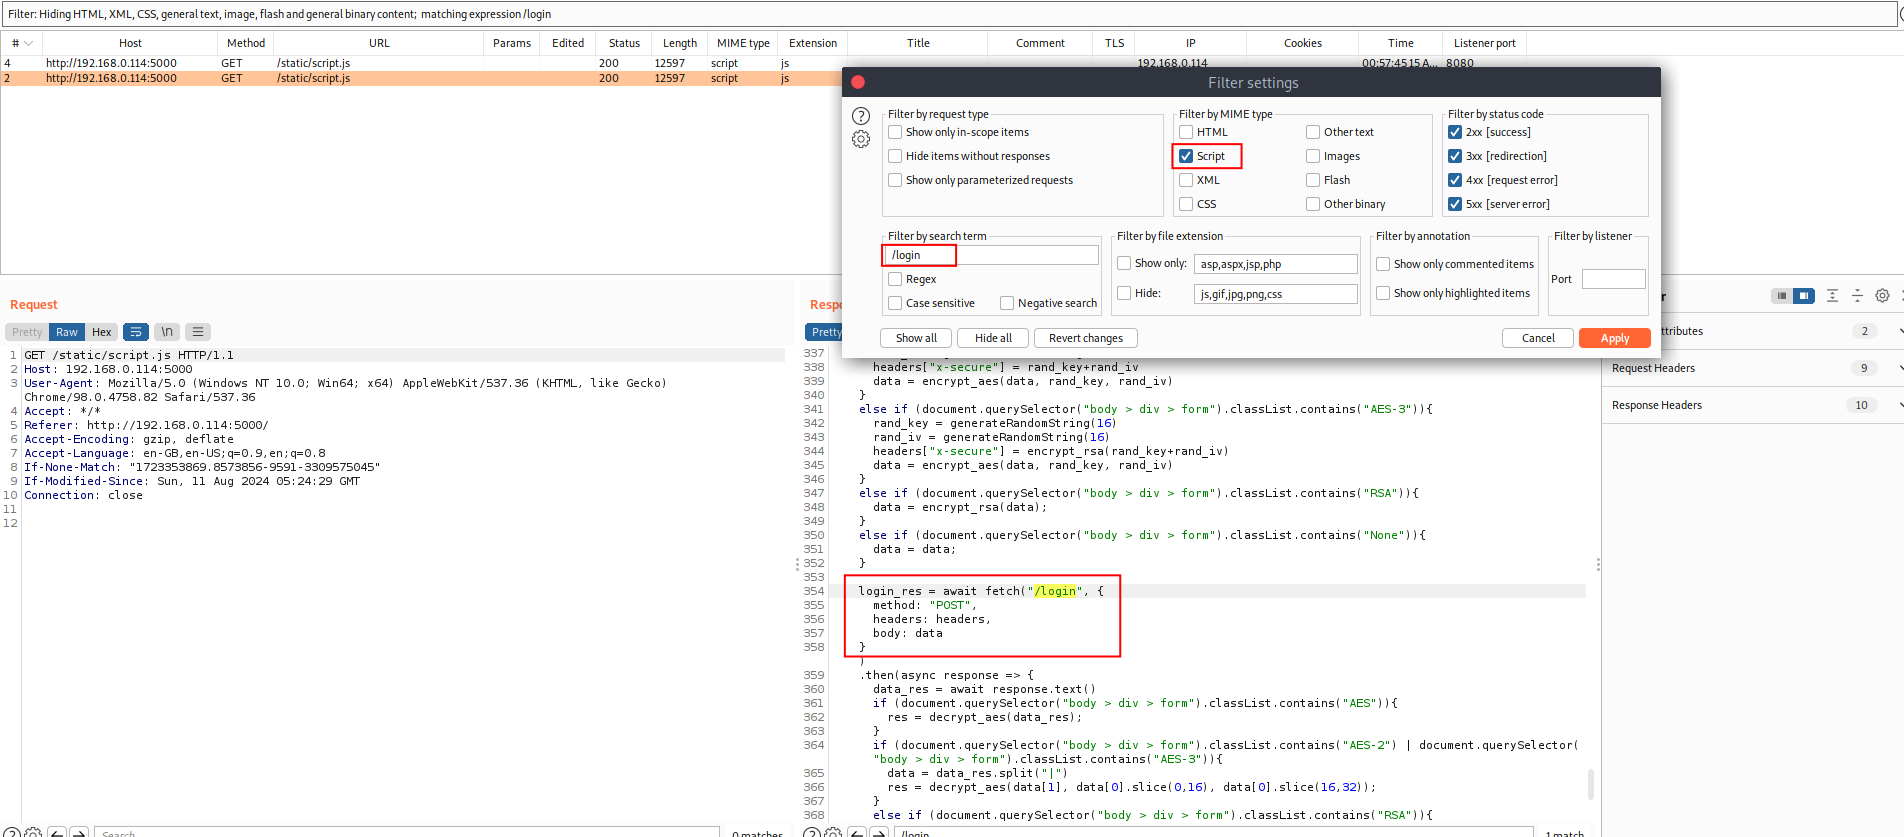 Filter: Hiding HTML, XML, CSS, general text, image, flash and general binary content; matching expression /login
# Host Method URL Params Edited Status Length MIME type Extension Title Comment TLS IP Cookies Time Listener port
4 http://192.168.0.114:5000 GET /static/script.js 200 12597 script js 192.168.0.114 00:57:45 15 A... 8080
2 http://192.168.0.114:5000 GET /static/script.js 200 12597 script js
Filter settings
Filter by request type
Show only in-scope items
Hide items without responses
Show only parameterized requests
Filter by MIME type
HTML Other text
Script Images
XML Flash
CSS Other binary
Filter by status code
2xx [success]
3xx [redirection]
4xx [request error]
5xx [server error]
Filter by search term
/login
Regex
Case sensitive Negative search
Filter by file extension
Show only: asp,aspx,jsp,php
Hide: js,gif,jpg,png,css
Filter by annotation
Show only commented items
Show only highlighted items
Filter by listener
Port
Show all Hide all Revert changes Cancel Apply
Request
Pretty Raw Hex \n
1 GET /static/script.js HTTP/1.1
2 Host: 192.168.0.114:5000
3 User-Agent: Mozilla/5.0 (Windows NT 10.0; Win64; x64) AppleWebKit/537.36 (KHTML, like Gecko)
Chrome/98.0.4758.82 Safari/537.36
4 Accept: */*
5 Referer: http://192.168.0.114:5000/
6 Accept-Encoding: gzip, deflate
7 Accept-Language: en-GB,en-US;q=0.9,en;q=0.8
8 If-None-Match: "1723353869.8573856-9591-3309575045"
9 If-Modified-Since: Sun, 11 Aug 2024 05:24:29 GMT
10 Connection: close
11
12
Search... 0 matches
Resp
Pretty
337
338 headers["x-secure"] = rand_key+rand_iv
339 data = encrypt_aes(data, rand_key, rand_iv)
340 }
341 else if (document.querySelector("body > div > form").classList.contains("AES-3")){
342 rand_key = generateRandomString(16)
343 rand_iv = generateRandomString(16)
344 headers["x-secure"] = encrypt_rsa(rand_key+rand_iv)
345 data = encrypt_aes(data, rand_key, rand_iv)
346 }
347 else if (document.querySelector("body > div > form").classList.contains("RSA")){
348 data = encrypt_rsa(data);
349 }
350 else if (document.querySelector("body > div > form").classList.contains("None")){
351 data = data;
352 }
353
354 login_res = await fetch("/login", {
355 method: "POST",
356 headers: headers,
357 body: data
358 }
)
359 .then(async response => {
360 data_res = await response.text()
361 if (document.querySelector("body > div > form").classList.contains("AES")){
362 res = decrypt_aes(data_res);
363 }
364 if (document.querySelector("body > div > form").classList.contains("AES-2") | document.querySelector(
"body > div > form").classList.contains("AES-3")){
365 data = data_res.split("|")
366 res = decrypt_aes(data[1], data[0].slice(0,16), data[0].slice(16,32));
367 }
368 else if (document.querySelector("body > div > form").classList.contains("RSA")){
/login 1 match
r
ttributes 2
Request Headers 9
Response Headers 10